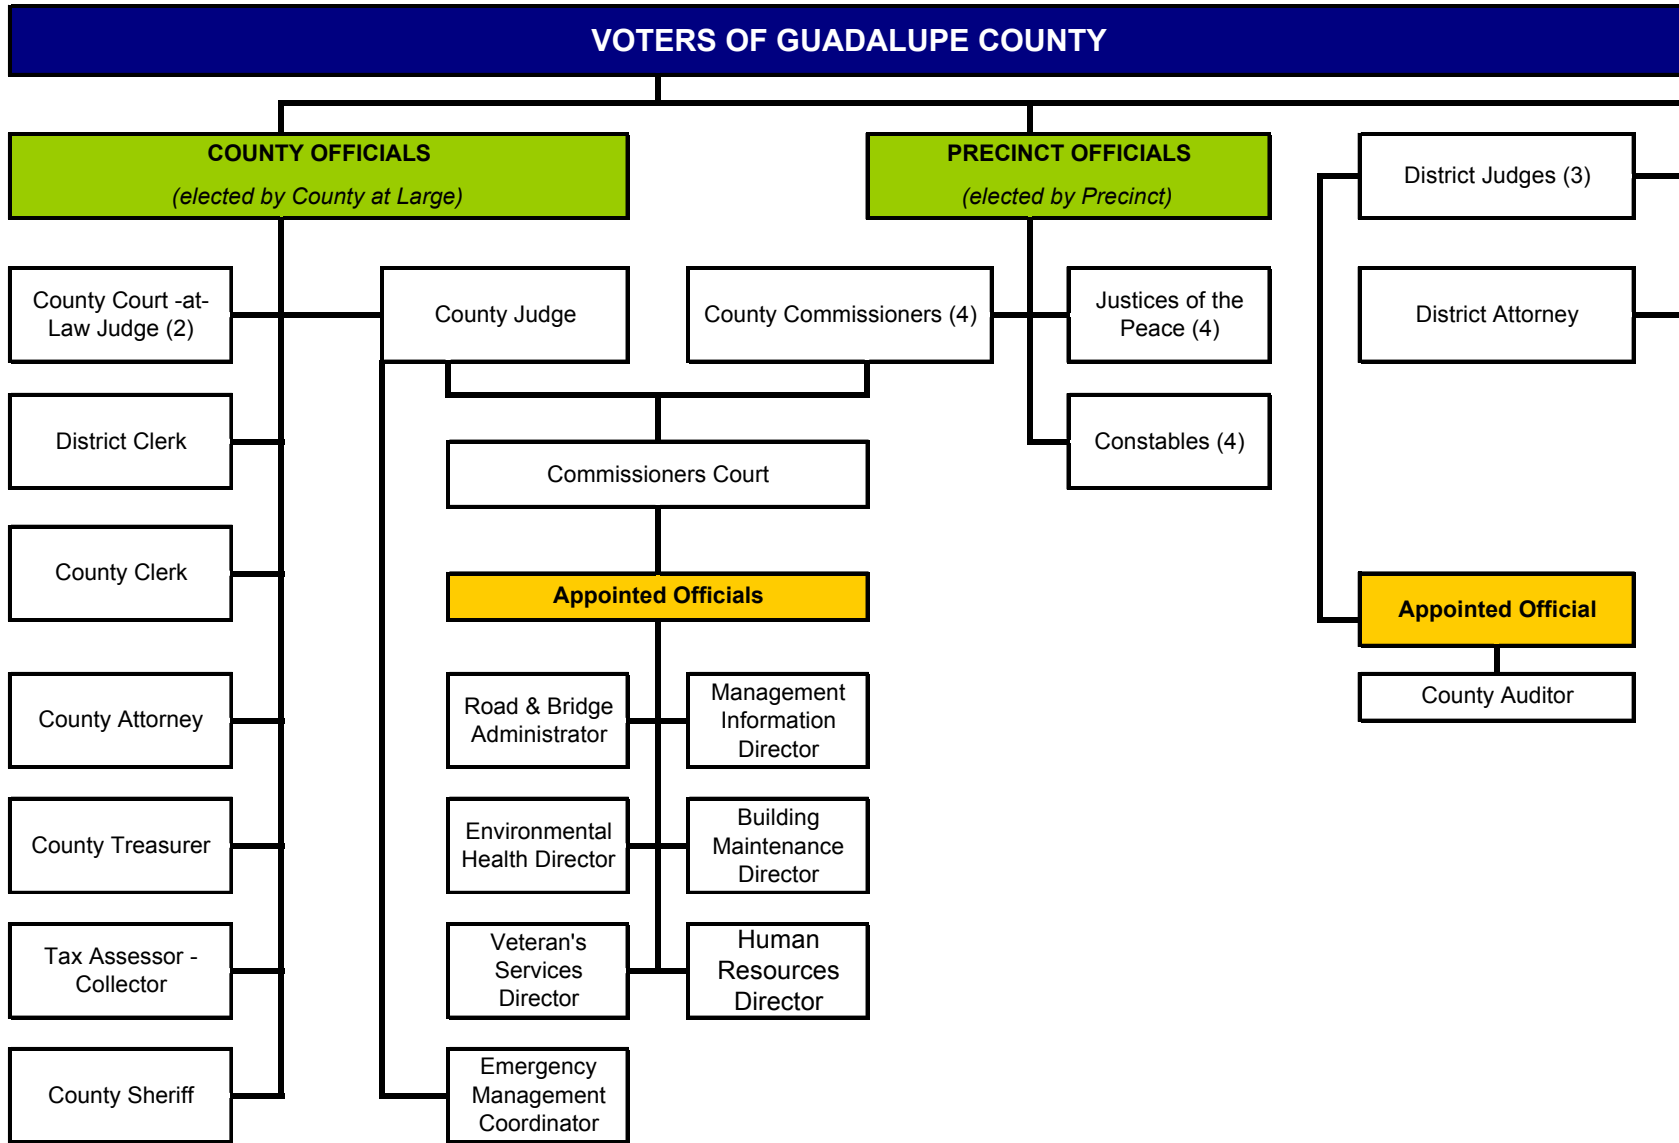 VOTERS OF GUADALUPE COUNTY
COUNTY OFFICIALS
(elected by County at Large)
PRECINCT OFFICIALS
(elected by Precinct)
District Judges (3)
County Court -at-
Law Judge (2)
County Judge
County Commissioners (4)
Justices of the
Peace (4)
District Attorney
District Clerk
Commissioners Court
Constables (4)
County Clerk
Appointed Officials
Appointed Official
County Attorney
Road & Bridge
Administrator
Management
Information
Director
County Auditor
County Treasurer
Environmental
Health Director
Building
Maintenance
Director
Tax Assessor -
Collector
Veteran's
Services
Director
Human
Resources
Director
County Sheriff
Emergency
Management
Coordinator